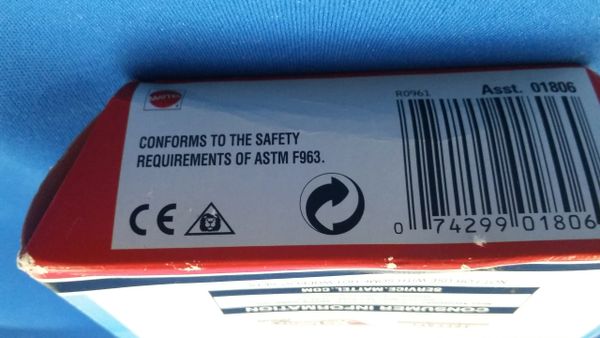 MATTEL
R0961
Asst. 01806
CONFORMS TO THE SAFETY
REQUIREMENTS OF ASTM F963.
CE
0 74299 01806
SERVICE.MATTEL.COM
CONSUMER INFORMATION